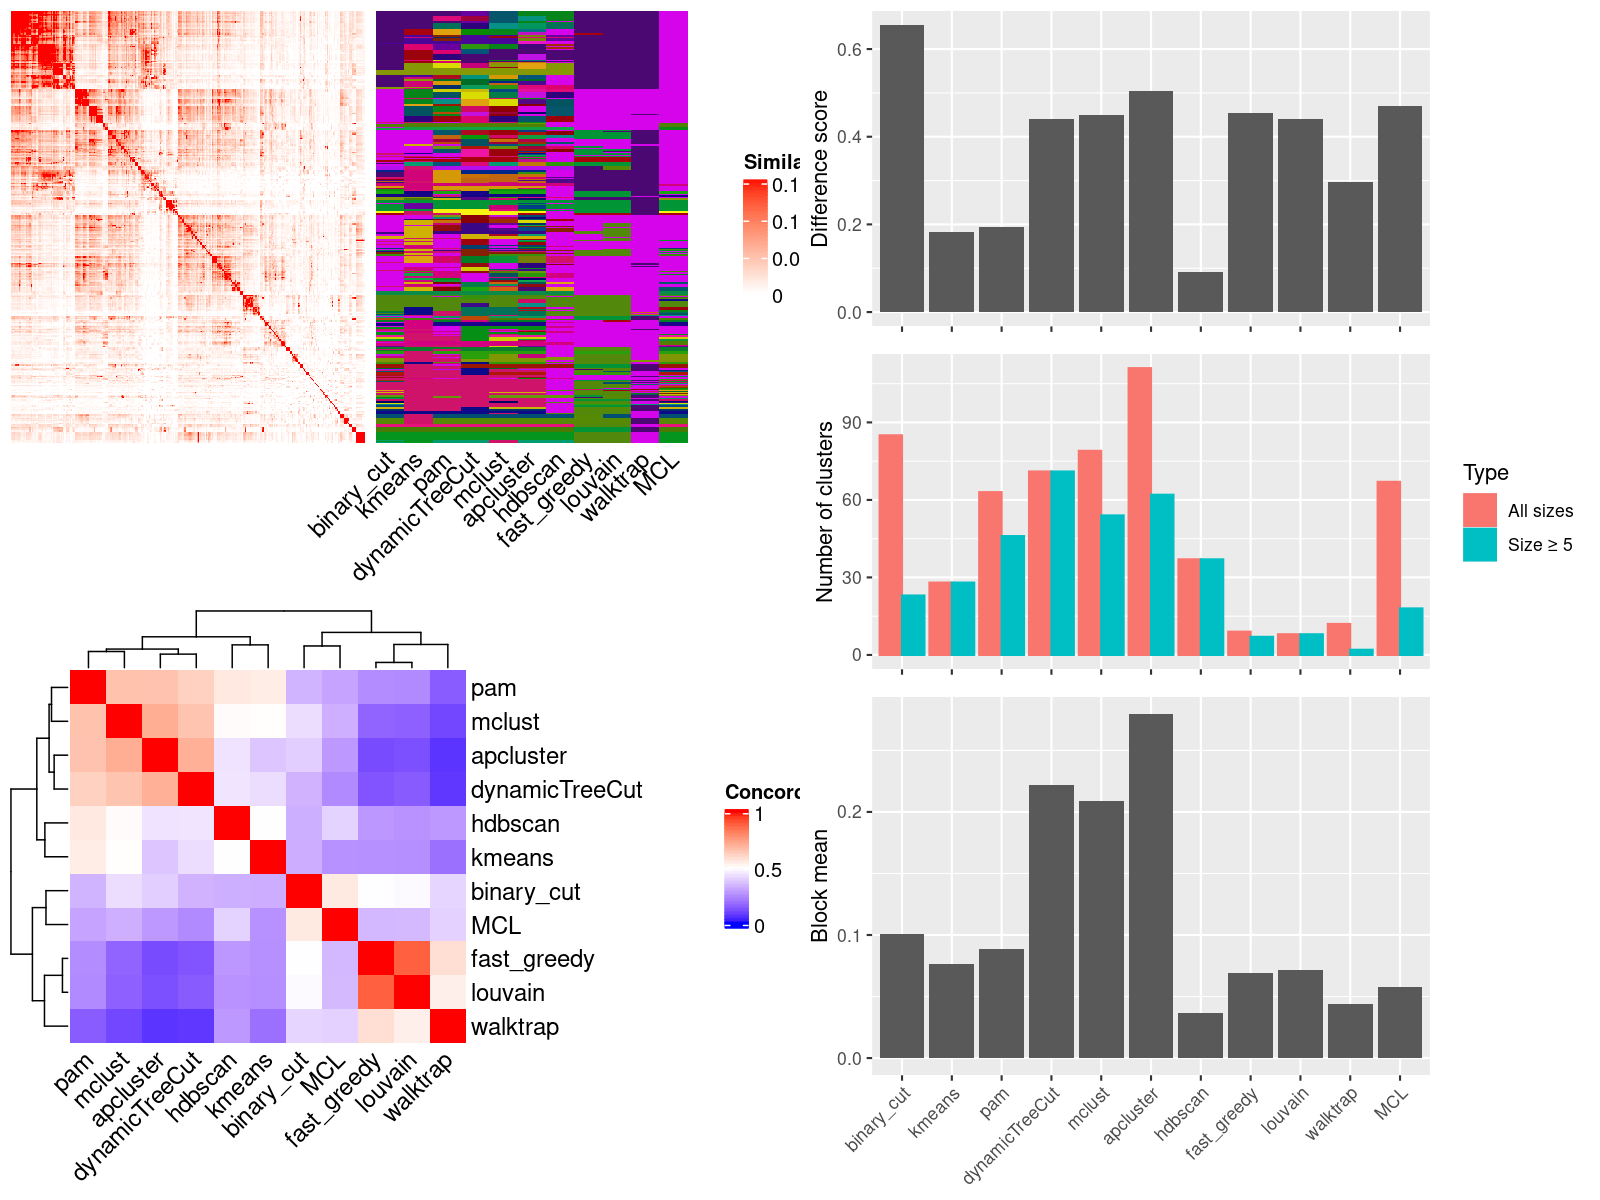 Simila
0.1
0.1
0.0
0
binary_cut
kmeans
pam
dynamicTreeCut
mclust
apcluster
hdbscan
fast_greedy
louvain
walktrap
MCL
pam
mclust
apcluster
dynamicTreeCut
hdbscan
kmeans
binary_cut
MCL
fast_greedy
louvain
walktrap
pam
mclust
apcluster
dynamicTreeCut
hdbscan
kmeans
binary_cut
MCL
fast_greedy
louvain
walktrap
Concord
1
0.5
0
Difference score
0.6
0.4
0.2
0.0
Number of clusters
90
60
30
0
Type
All sizes
Size ≥ 5
Block mean
0.2
0.1
0.0
binary_cut
kmeans
pam
dynamicTreeCut
mclust
apcluster
hdbscan
fast_greedy
louvain
walktrap
MCL